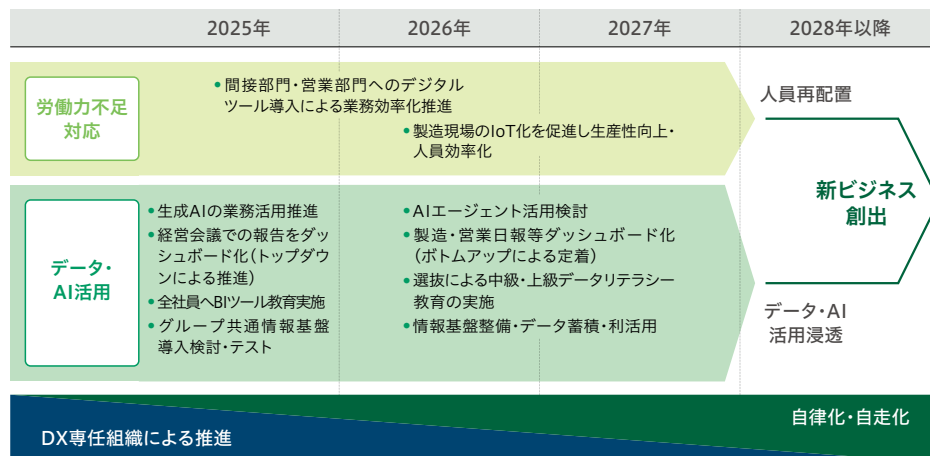 2025年
2026年
2027年
2028年以降
労働力不足
対応
•間接部門・営業部門へのデジタル
ツール導入による業務効率化推進
•製造現場のIoT化を促進し生産性向上・
人員効率化
人員再配置
データ・
AI活用
•生成AIの業務活用推進
•経営会議での報告をダッ
シュボード化（トップダウ
ンによる推進）
•全社員へBIツール教育実施
•グループ共通情報基盤
導入検討・テスト
•AIエージェント活用検討
•製造・営業日報等ダッシュボード化
（ボトムアップによる定着）
•選抜による中級・上級データリテラシー
教育の実施
•情報基盤整備・データ蓄積・利活用
新ビジネス
創出
データ・AI
活用浸透
DX専任組織による推進
自律化・自走化